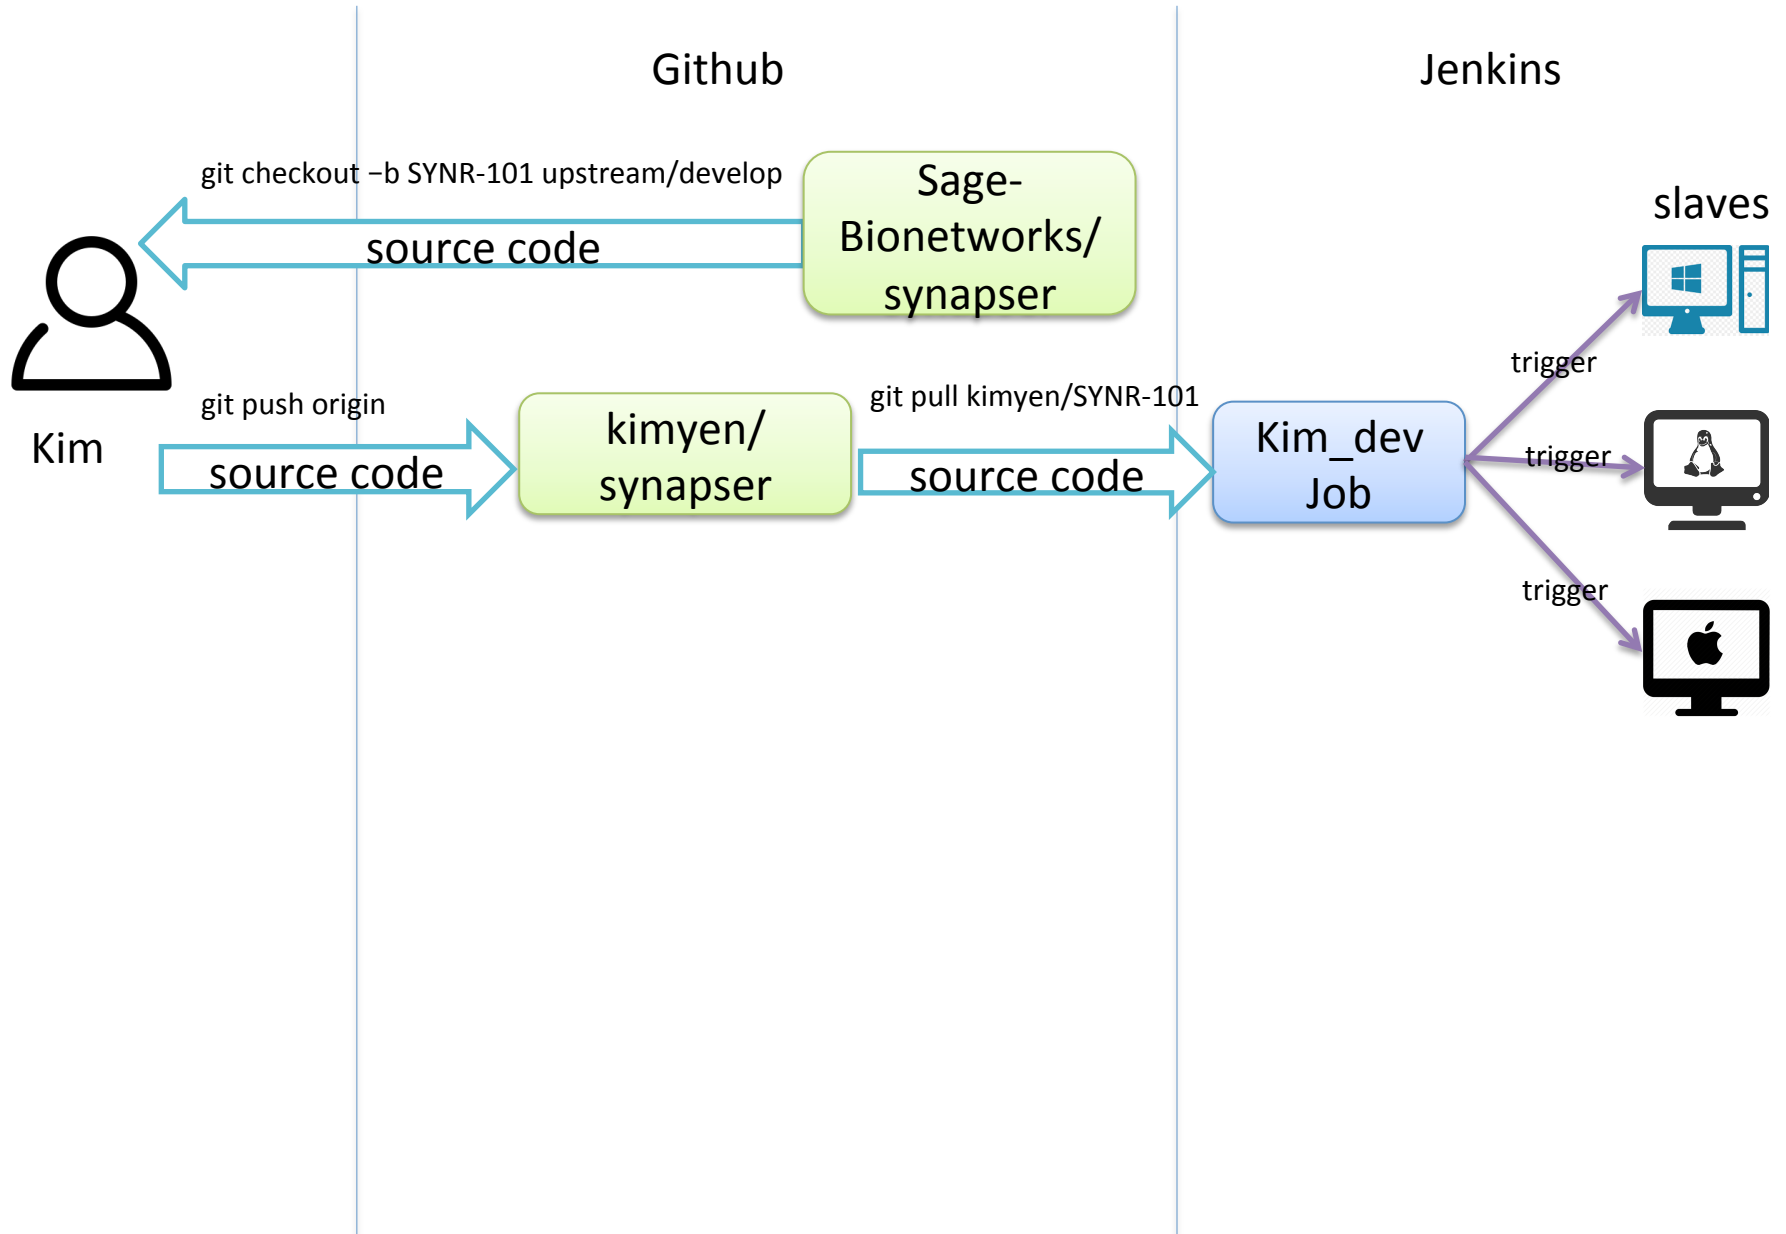 Github
Jenkins
git checkout –b SYNR-101 upstream/develop
source code
Sage-
Bionetworks/
synapser
slaves
Kim
git push origin
source code
kimyen/
synapser
git pull kimyen/SYNR-101
source code
Kim_dev
Job
trigger
trigger
trigger